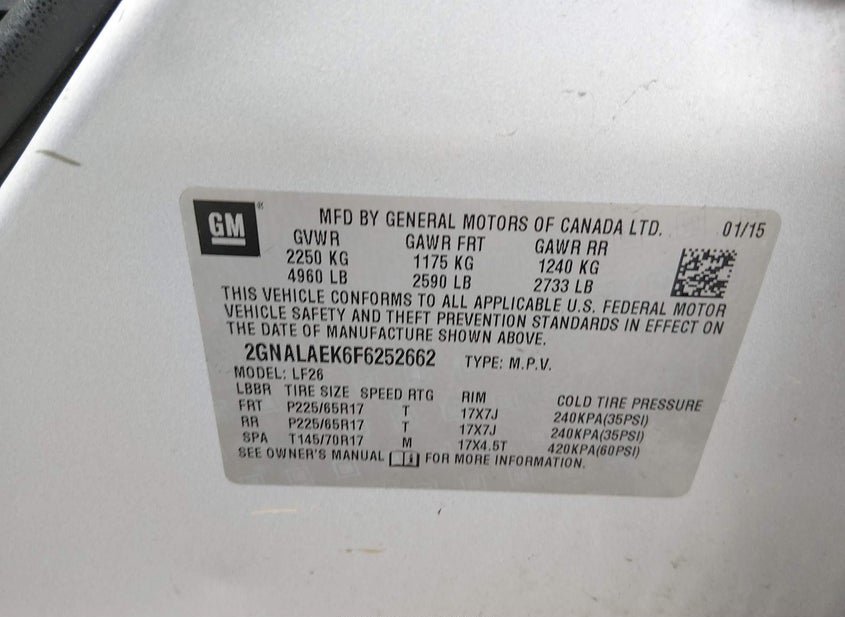 GM ® MFD BY GENERAL MOTORS OF CANADA LTD. 01/15
GVWR GAWR FRT GAWR RR
2250 KG 1175 KG 1240 KG
4960 LB 2590 LB 2733 LB
THIS VEHICLE CONFORMS TO ALL APPLICABLE U.S. FEDERAL MOTOR
VEHICLE SAFETY AND THEFT PREVENTION STANDARDS IN EFFECT ON
THE DATE OF MANUFACTURE SHOWN ABOVE.
2GNALAEK6F6252662 TYPE: M.P.V.
MODEL: LF26
LBBR TIRE SIZE SPEED RTG RIM COLD TIRE PRESSURE
FRT P225/65R17 T 17X7J 240KPA(35PSI)
RR P225/65R17 T 17X7J 240KPA(35PSI)
SPA T145/70R17 M 17X4.5T 420KPA(60PSI)
SEE OWNER'S MANUAL FOR MORE INFORMATION.